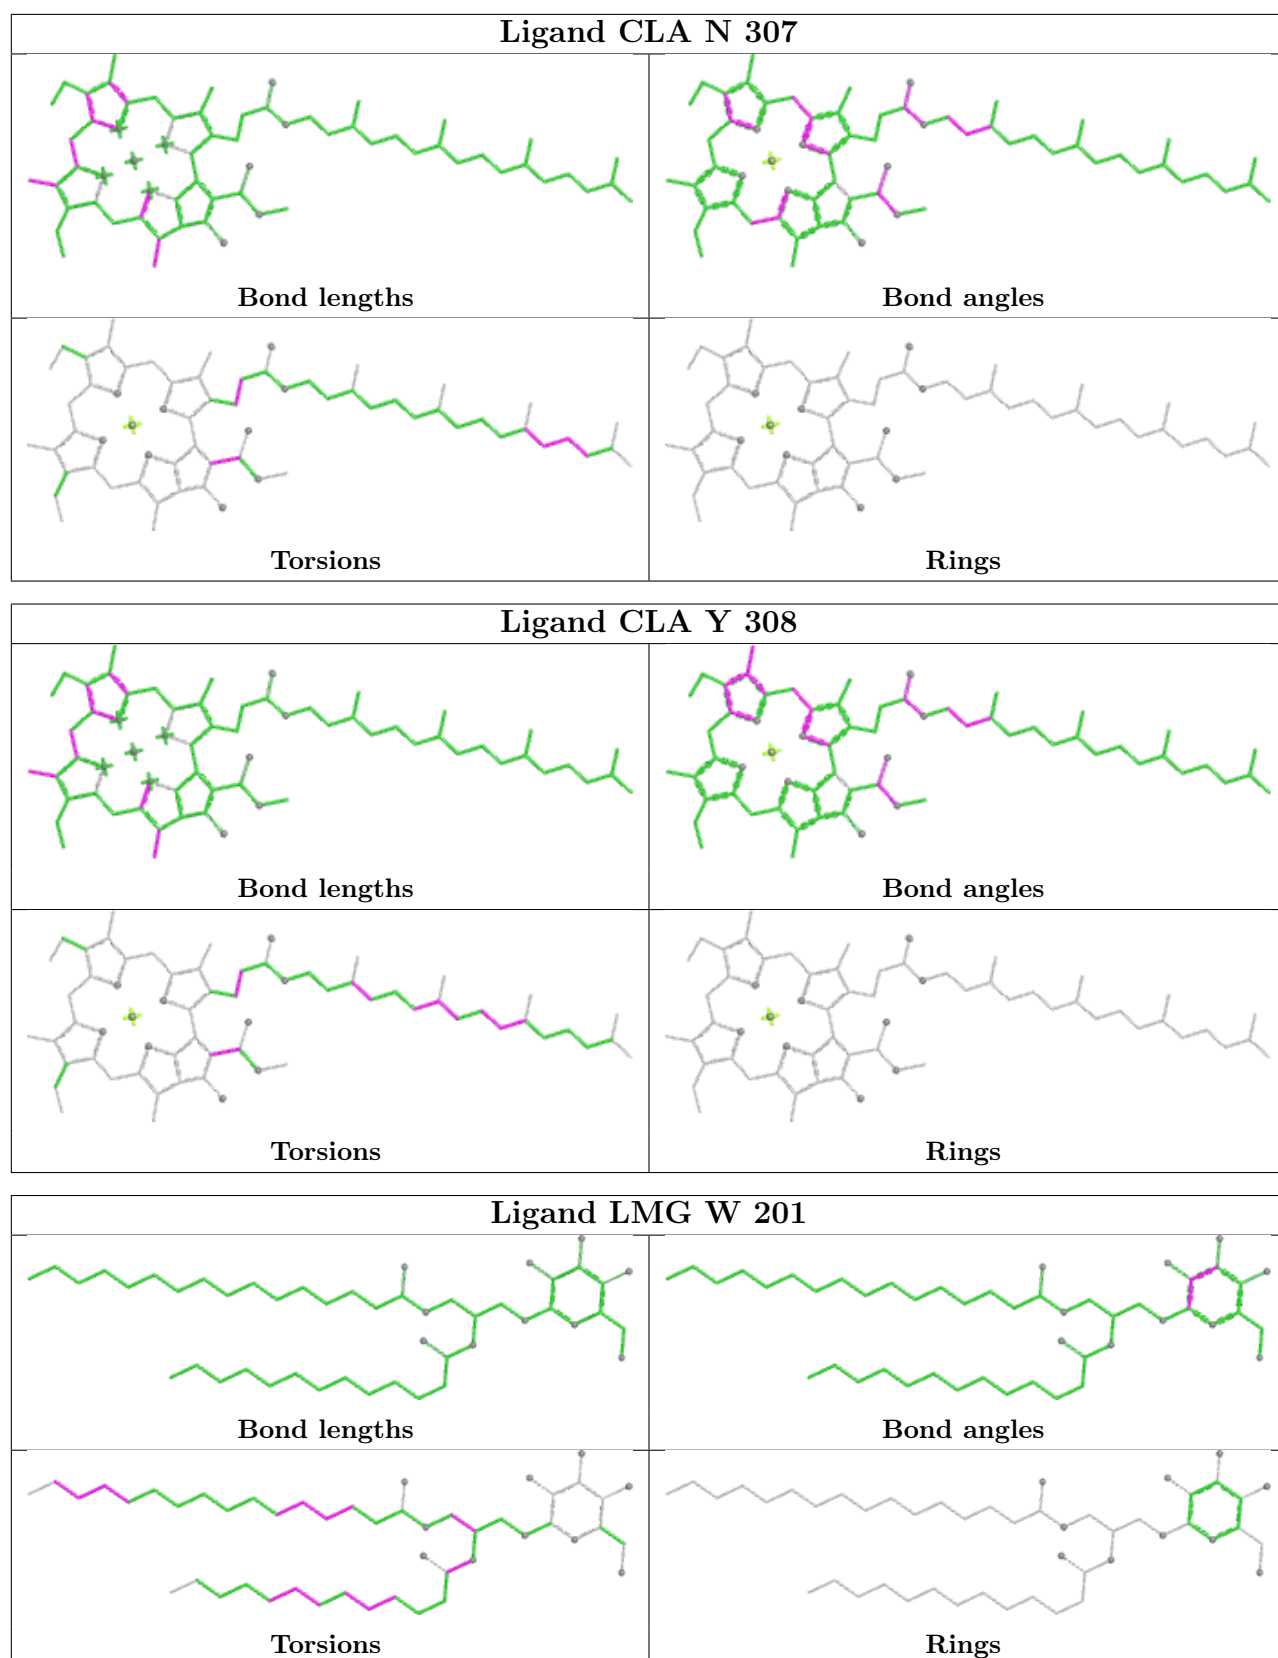 Ligand CLA N 307
Bond lengths
Bond angles
Torsions
Rings
Ligand CLA Y 308
Bond lengths
Bond angles
Torsions
Rings
Ligand LMG W 201
Bond lengths
Bond angles
Torsions
Rings